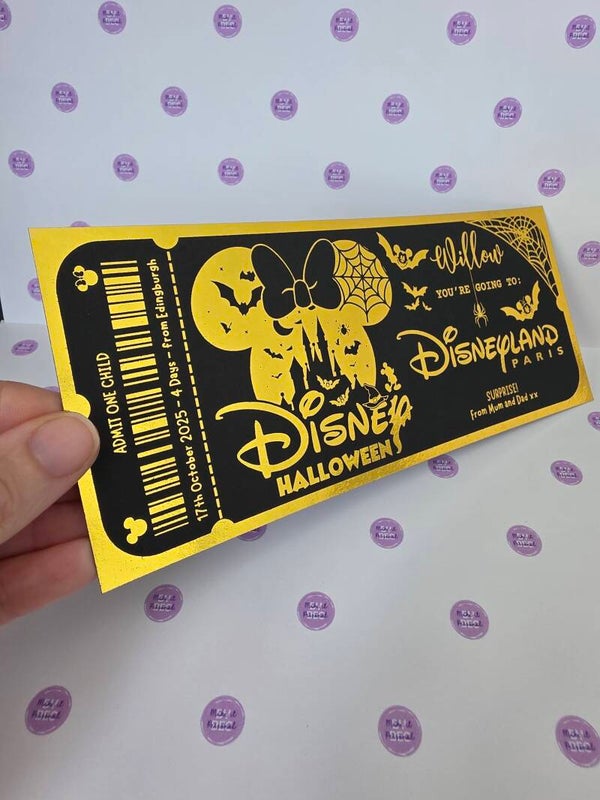 ADMIT ONE CHILD
17th October 2025 - 4 Days - From Edingburgh
DISNEY
HALLOWEEN
Willow
YOU'RE GOING TO:
DISNEYLAND
PARIS
SURPRISE!
From Mum and Dad xx